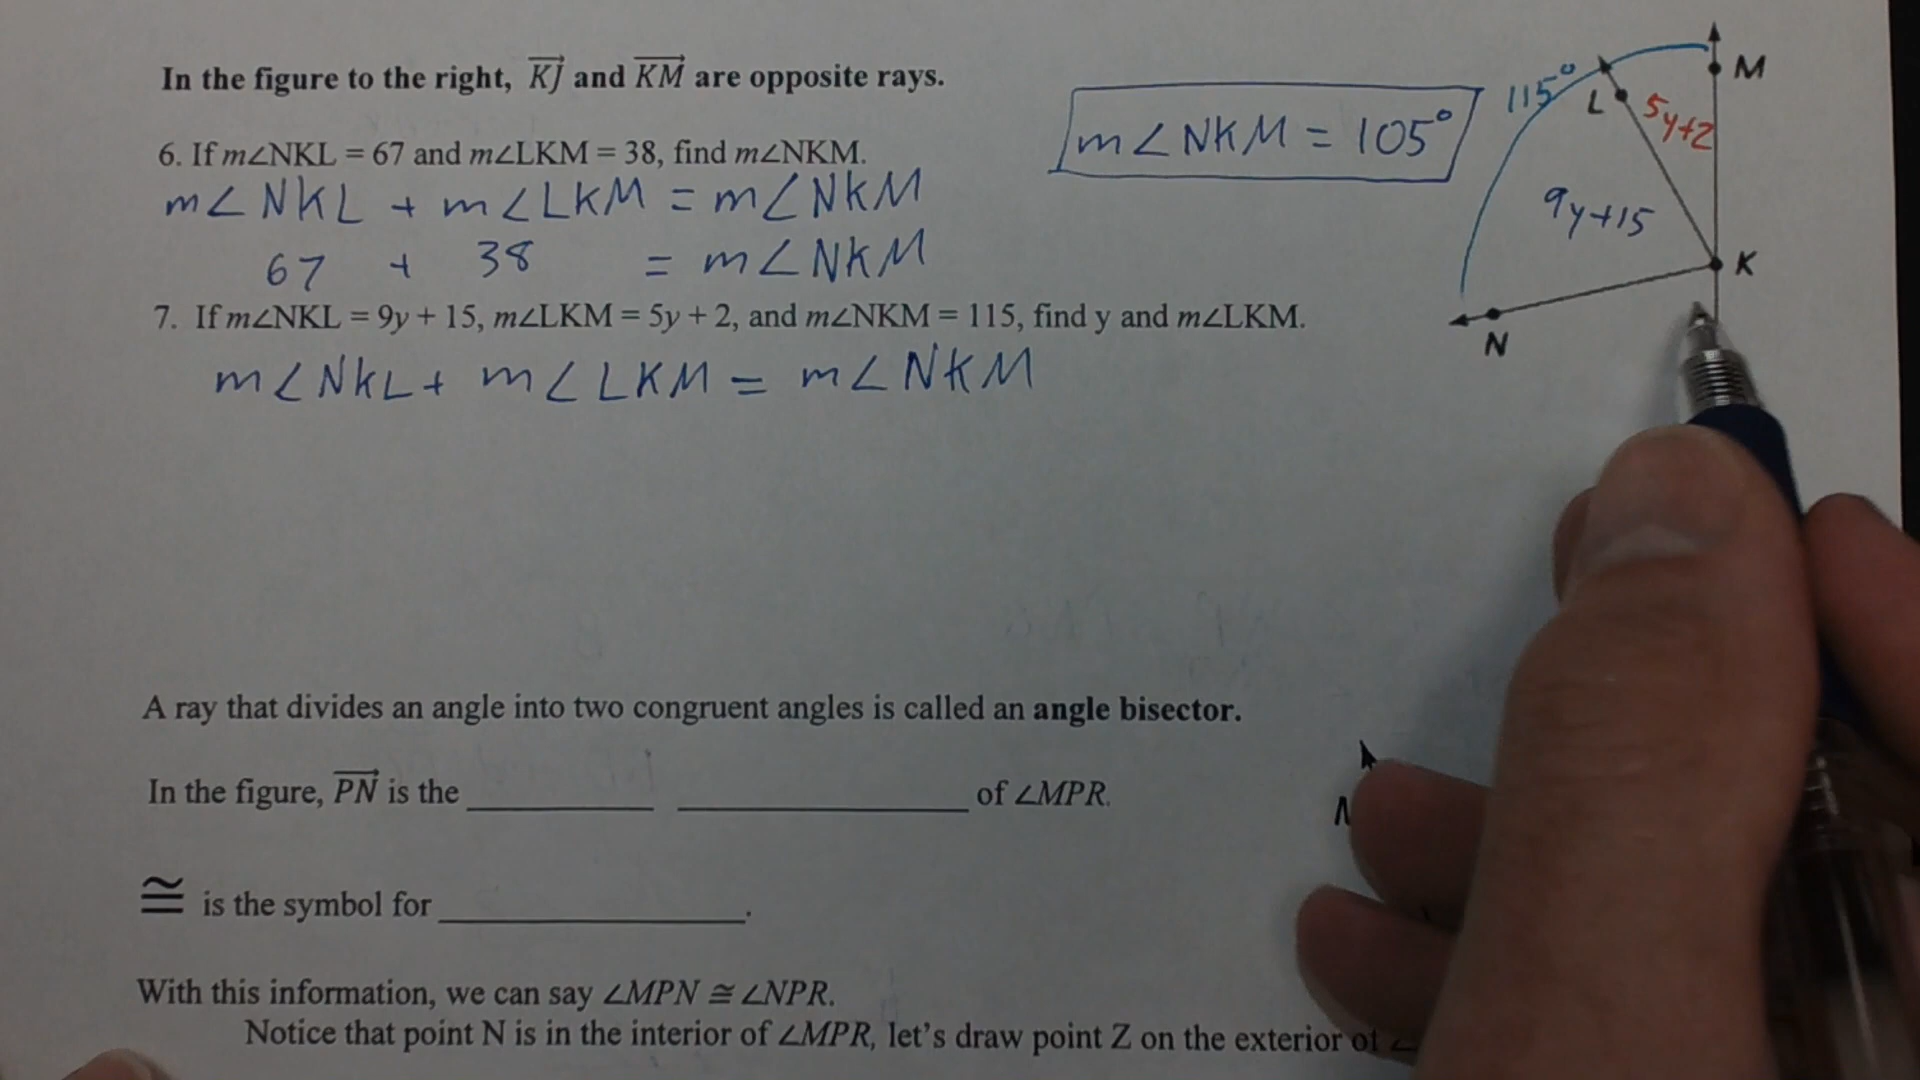 In the figure to the right, KJ and KM are opposite rays.
6. If m∠NKL = 67 and m∠LKM = 38, find m∠NKM.
m∠NKM = 105°
m∠NKL + m∠LKM = m∠NKM
67 + 38 = m∠NKM
7. If m∠NKL = 9y + 15, m∠LKM = 5y + 2, and m∠NKM = 115, find y and m∠LKM.
m∠NKL + m∠LKM = m∠NKM
115°
L
M
5y+2
9y+15
K
N
A ray that divides an angle into two congruent angles is called an angle bisector.
In the figure, PN is the __________ __________ of ∠MPR.
≅ is the symbol for __________.
With this information, we can say ∠MPN ≅ ∠NPR.
Notice that point N is in the interior of ∠MPR, let's draw point Z on the exterior of ∠